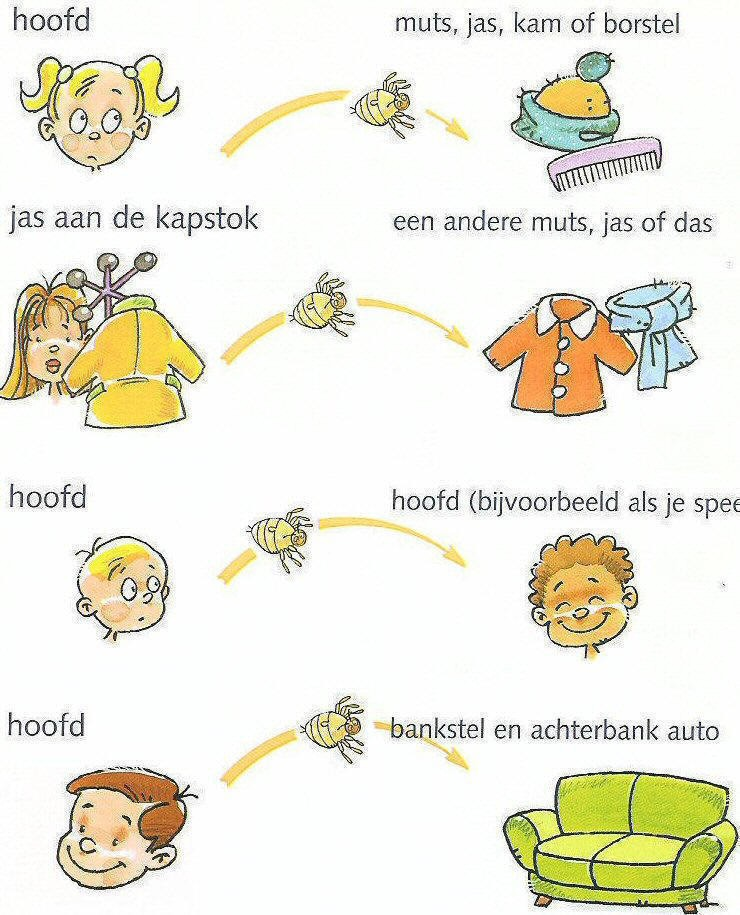 hoofd
muts, jas, kam of borstel
jas aan de kapstok
een andere muts, jas of das
hoofd
hoofd (bijvoorbeeld als je spee
hoofd
bankstel en achterbank auto